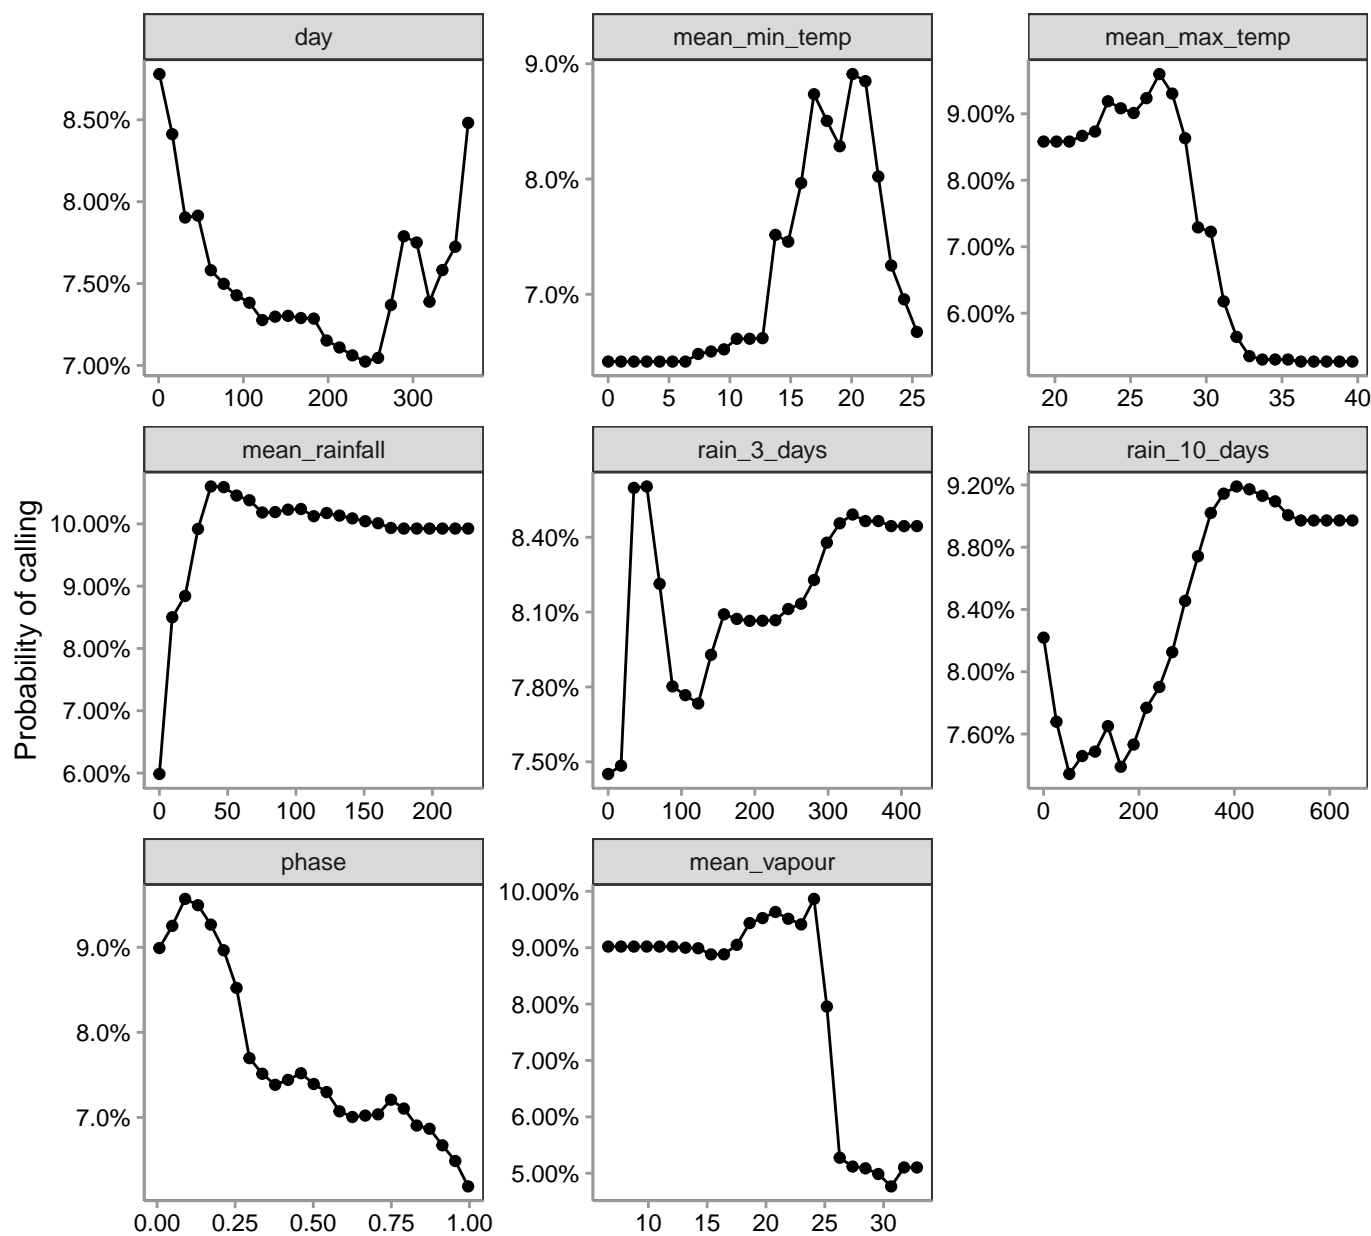 day
8.50%
8.00%
7.50%
7.00%
0 100 200 300
mean_min_temp
9.0%
8.0%
7.0%
0 5 10 15 20 25
mean_max_temp
9.00%
8.00%
7.00%
6.00%
20 25 30 35 40
Probability of calling
mean_rainfall
10.00%
9.00%
8.00%
7.00%
6.00%
0 50 100 150 200
rain_3_days
8.40%
8.10%
7.80%
7.50%
0 100 200 300 400
rain_10_days
9.20%
8.80%
8.40%
8.00%
7.60%
0 200 400 600
phase
9.0%
8.0%
7.0%
0.00 0.25 0.50 0.75 1.00
mean_vapour
10.00%
9.00%
8.00%
7.00%
6.00%
5.00%
10 15 20 25 30